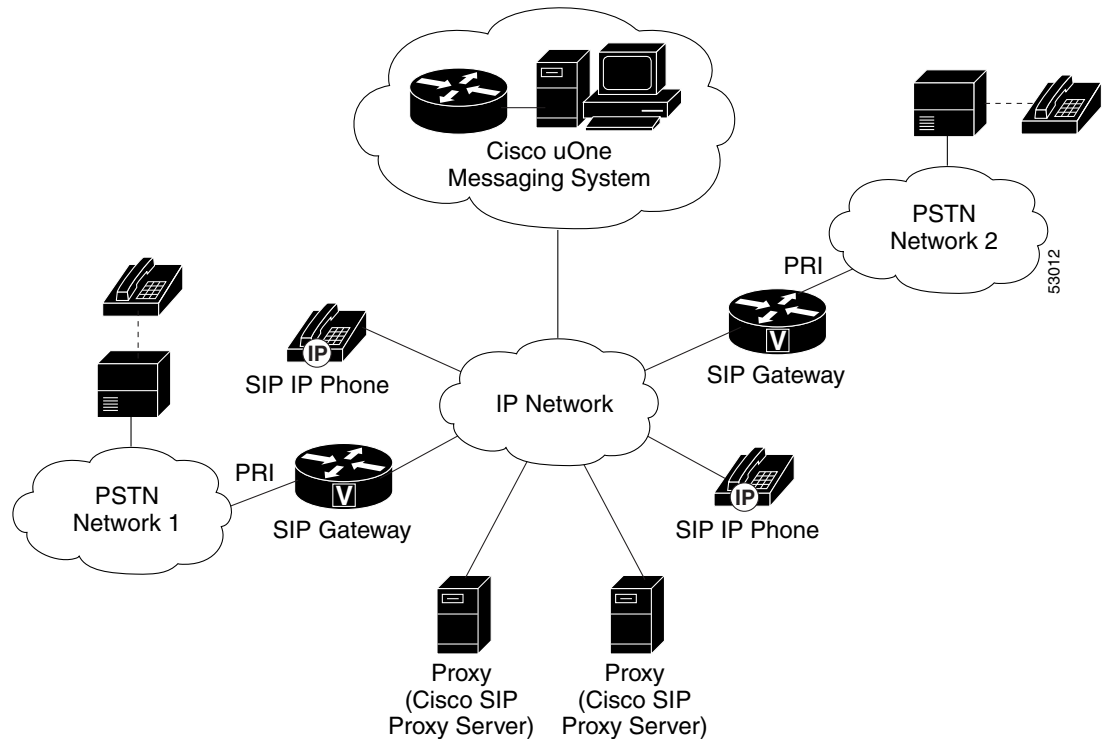 Cisco uOne
Messaging System
PSTN
Network 2
53012
PRI
V
SIP Gateway
IP
SIP IP Phone
IP Network
PSTN
Network 1
PRI
V
SIP Gateway
IP
SIP IP Phone
Proxy
(Cisco SIP
Proxy Server)
Proxy
(Cisco SIP
Proxy Server)